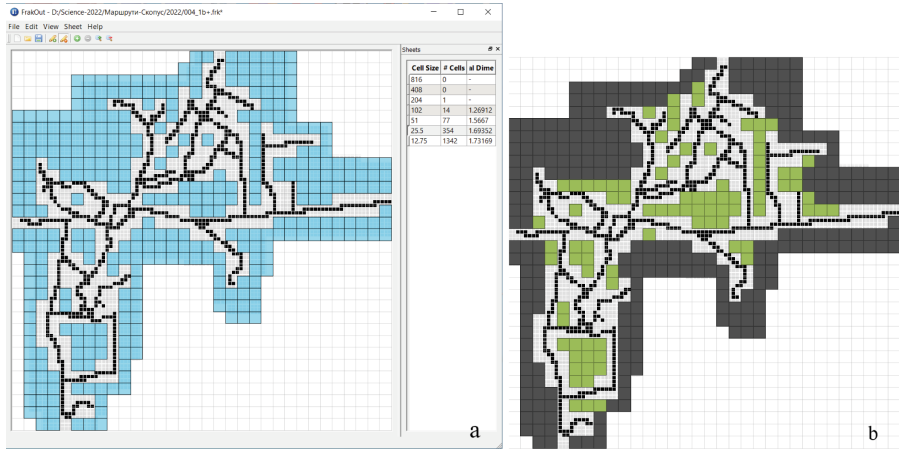 FrakOut - D:/Science-2022/Маршрути-Скопус/2022/004_1b+.frk*
File Edit View Sheet Help
Sheets
Cell Size # Cells al Dime
816 0 -
408 0 -
204 1 -
102 14 1.26912
51 77 1.5667
25.5 354 1.69352
12.75 1342 1.73169
a
b